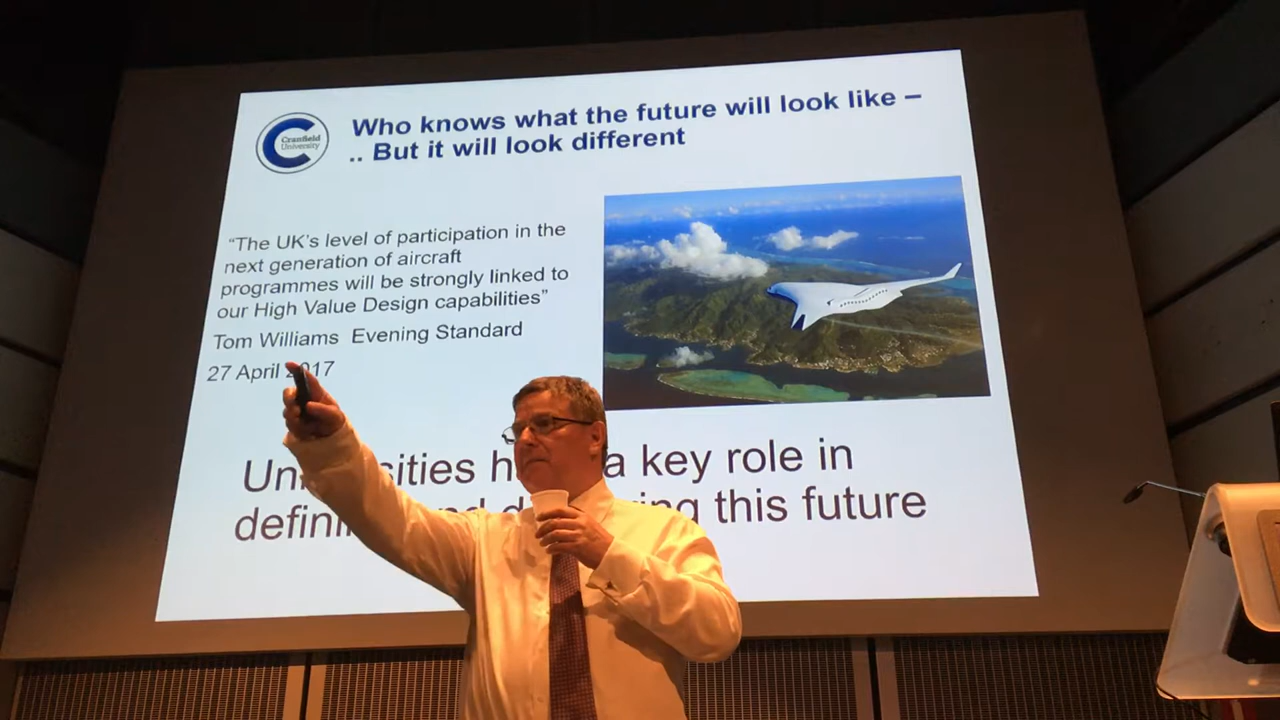 Cranfield
University
Who knows what the future will look like –
.. But it will look different
“The UK’s level of participation in the
next generation of aircraft
programmes will be strongly linked to
our High Value Design capabilities”
Tom Williams Evening Standard
27 April 2017
a key role in
this future